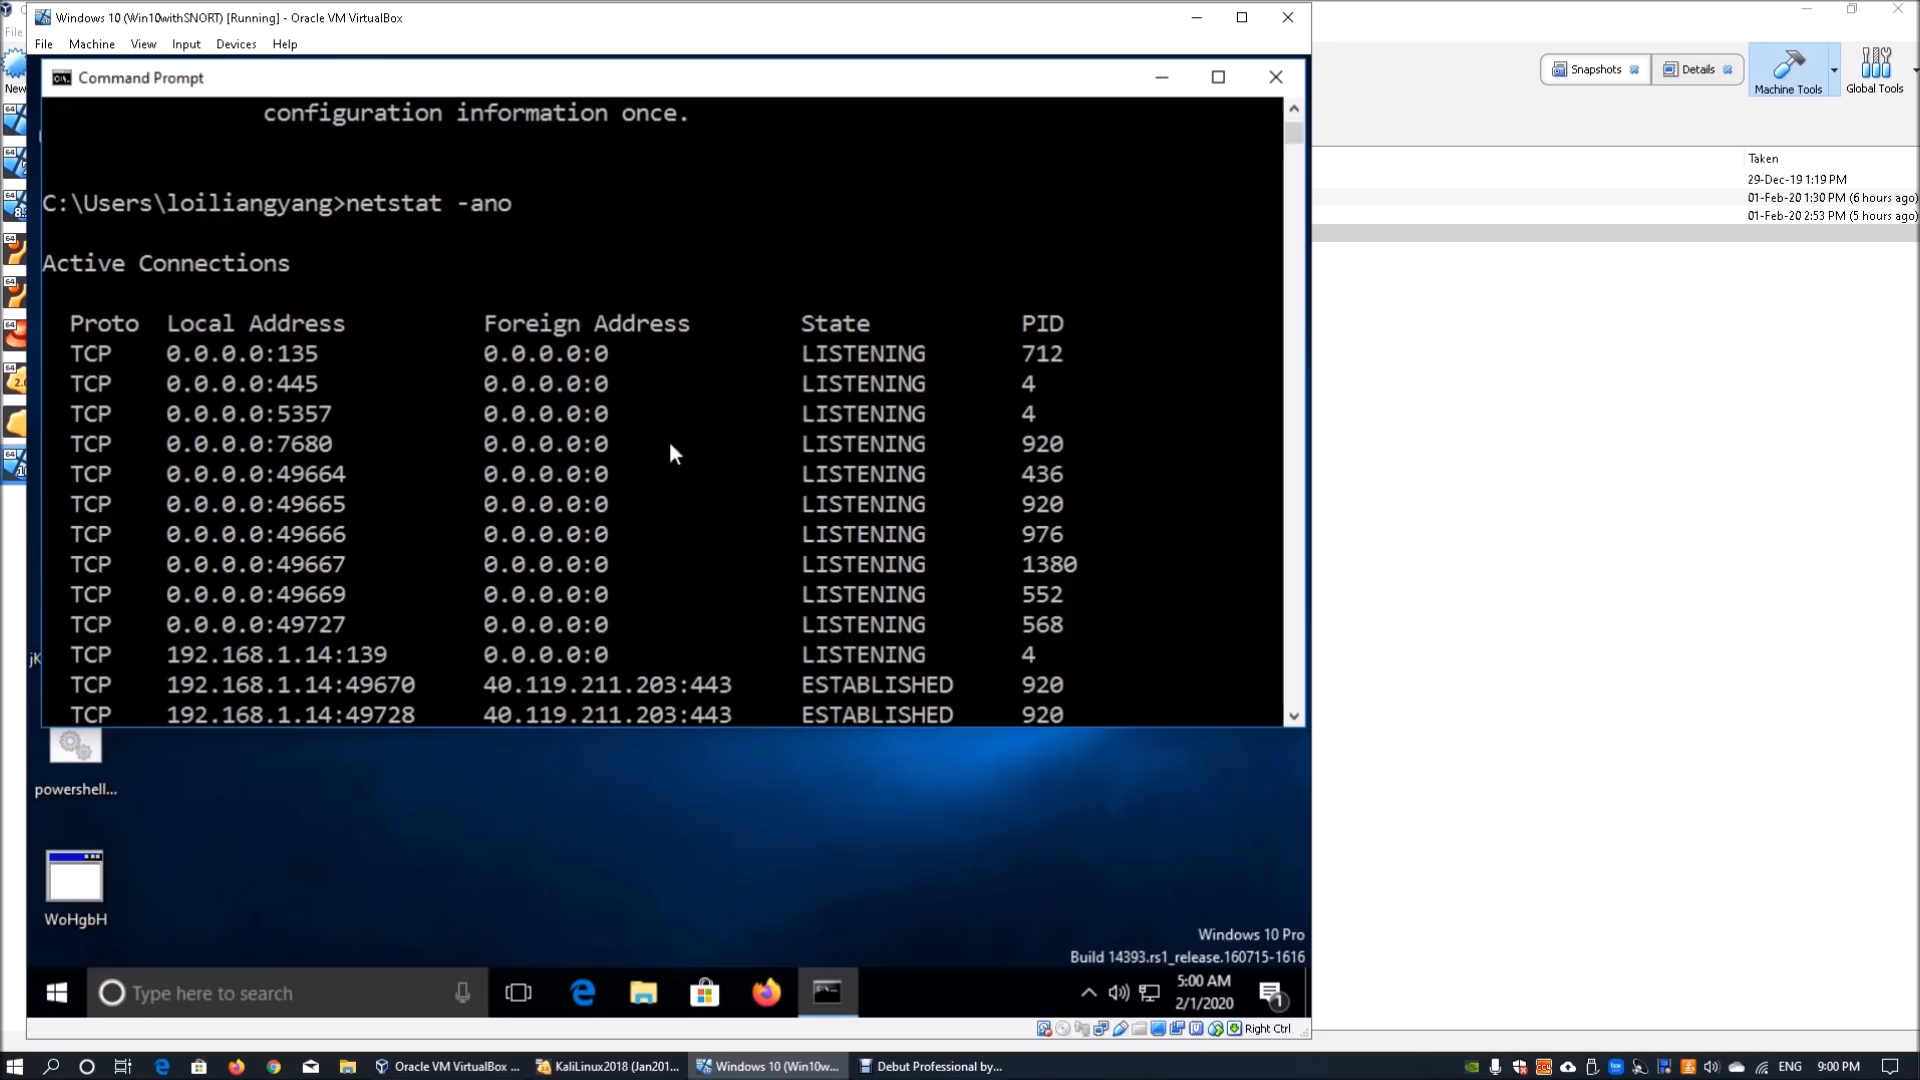 Windows 10 (Win10withSNORT) [Running] - Oracle VM VirtualBox
File Machine View Input Devices Help
File
New
Snapshots
Details
Machine Tools
Global Tools
Command Prompt
configuration information once.
C:\Users\loiliangyang>netstat -ano
Active Connections
Proto Local Address Foreign Address State PID
TCP 0.0.0.0:135 0.0.0.0:0 LISTENING 712
TCP 0.0.0.0:445 0.0.0.0:0 LISTENING 4
TCP 0.0.0.0:5357 0.0.0.0:0 LISTENING 4
TCP 0.0.0.0:7680 0.0.0.0:0 LISTENING 920
TCP 0.0.0.0:49664 0.0.0.0:0 LISTENING 436
TCP 0.0.0.0:49665 0.0.0.0:0 LISTENING 920
TCP 0.0.0.0:49666 0.0.0.0:0 LISTENING 976
TCP 0.0.0.0:49667 0.0.0.0:0 LISTENING 1380
TCP 0.0.0.0:49669 0.0.0.0:0 LISTENING 552
TCP 0.0.0.0:49727 0.0.0.0:0 LISTENING 568
TCP 192.168.1.14:139 0.0.0.0:0 LISTENING 4
TCP 192.168.1.14:49670 40.119.211.203:443 ESTABLISHED 920
TCP 192.168.1.14:49728 40.119.211.203:443 ESTABLISHED 920
Taken
29-Dec-19 1:19 PM
01-Feb-20 1:30 PM (6 hours ago)
01-Feb-20 2:53 PM (5 hours ago)
powershell...
WoHgbH
Windows 10 Pro
Build 14393.rs1_release.160715-1616
Type here to search
5:00 AM
2/1/2020
1
Right Ctrl
Oracle VM VirtualBox ...
KaliLinux2018 (Jan201...
Windows 10 (Win10w...
Debut Professional by...
ENG
9:00 PM